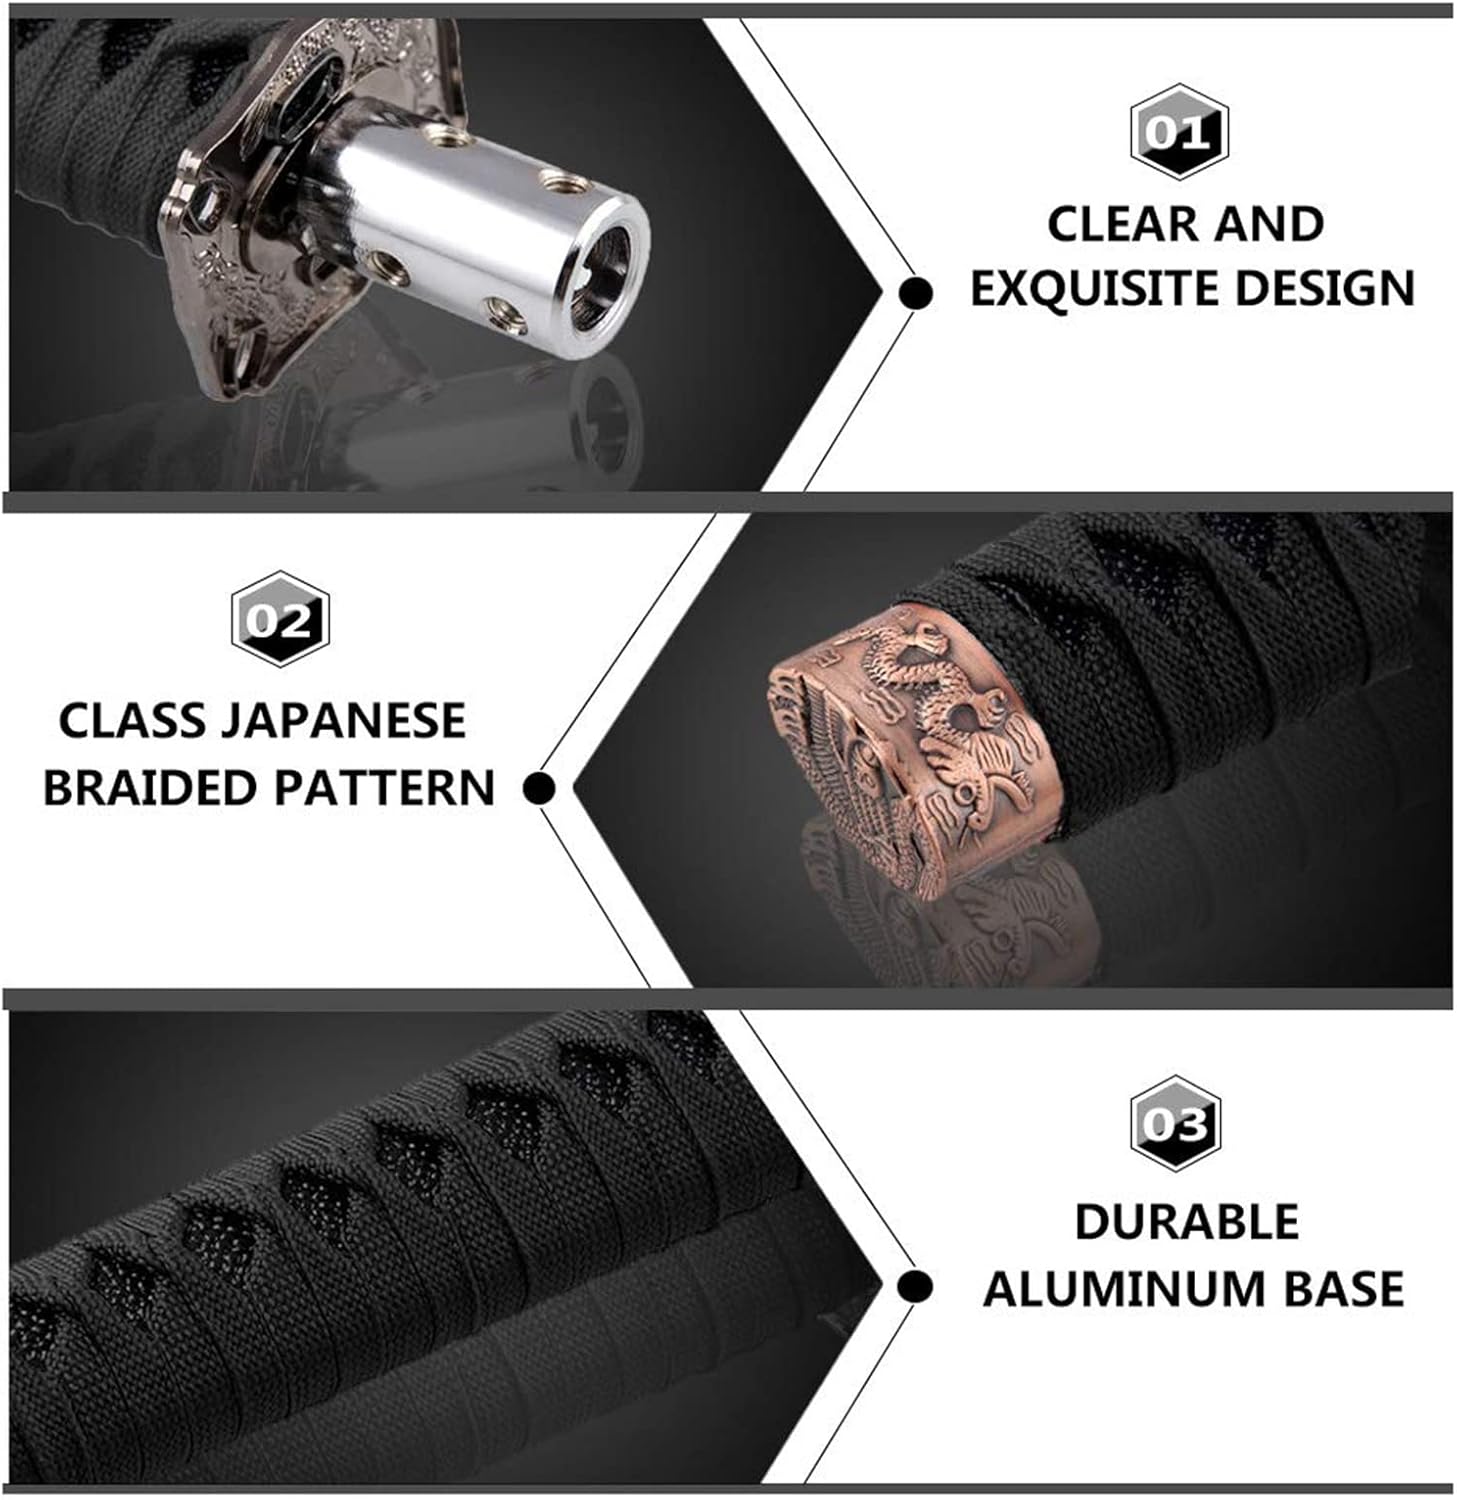 01
CLEAR AND
EXQUISITE DESIGN
02
CLASS JAPANESE
BRAIDED PATTERN
03
DURABLE
ALUMINUM BASE